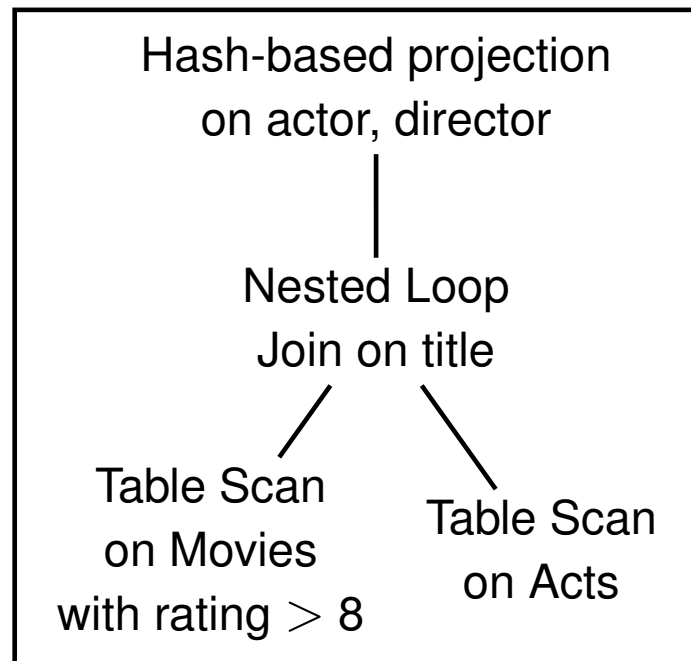 Hash-based projection
on actor, director
Nested Loop
Join on title
Table Scan
on Movies
with rating > 8
Table Scan
on Acts